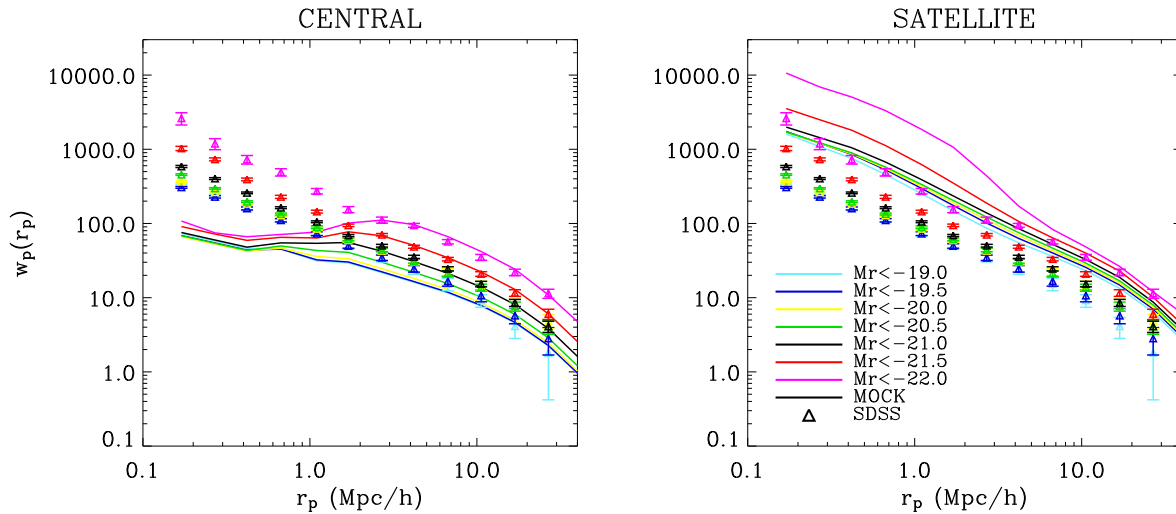 CENTRAL
SATELLITE
10000.0
1000.0
100.0
10.0
1.0
0.1
w_p(r_p)
0.1
1.0
10.0
r_p (Mpc/h)
10000.0
1000.0
100.0
10.0
1.0
0.1
Mr<-19.0
Mr<-19.5
Mr<-20.0
Mr<-20.5
Mr<-21.0
Mr<-21.5
Mr<-22.0
MOCK
SDSS
0.1
1.0
10.0
r_p (Mpc/h)